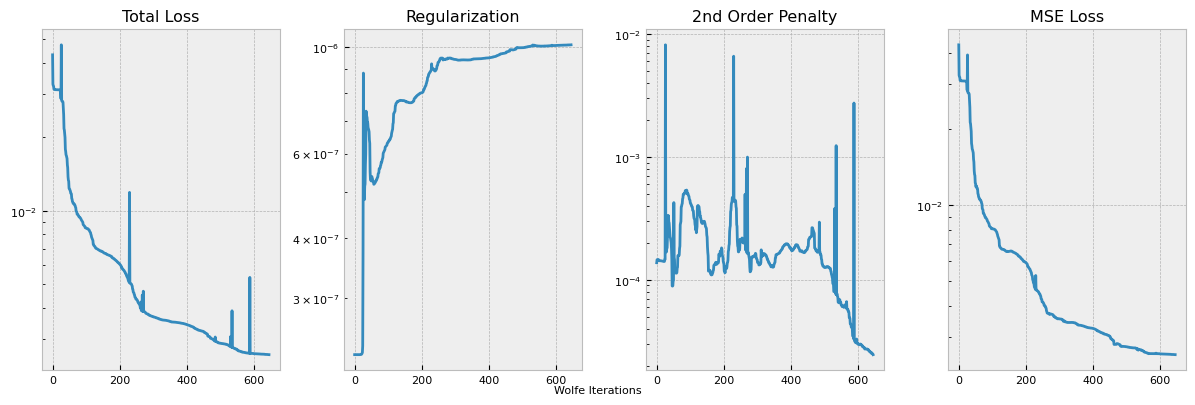 Total Loss
Regularization
2nd Order Penalty
MSE Loss
10⁻²
0
200
400
600
10⁻⁶
6 × 10⁻⁷
4 × 10⁻⁷
3 × 10⁻⁷
0
200
400
600
10⁻²
10⁻³
10⁻⁴
0
200
400
600
10⁻²
0
200
400
600
Wolfe Iterations